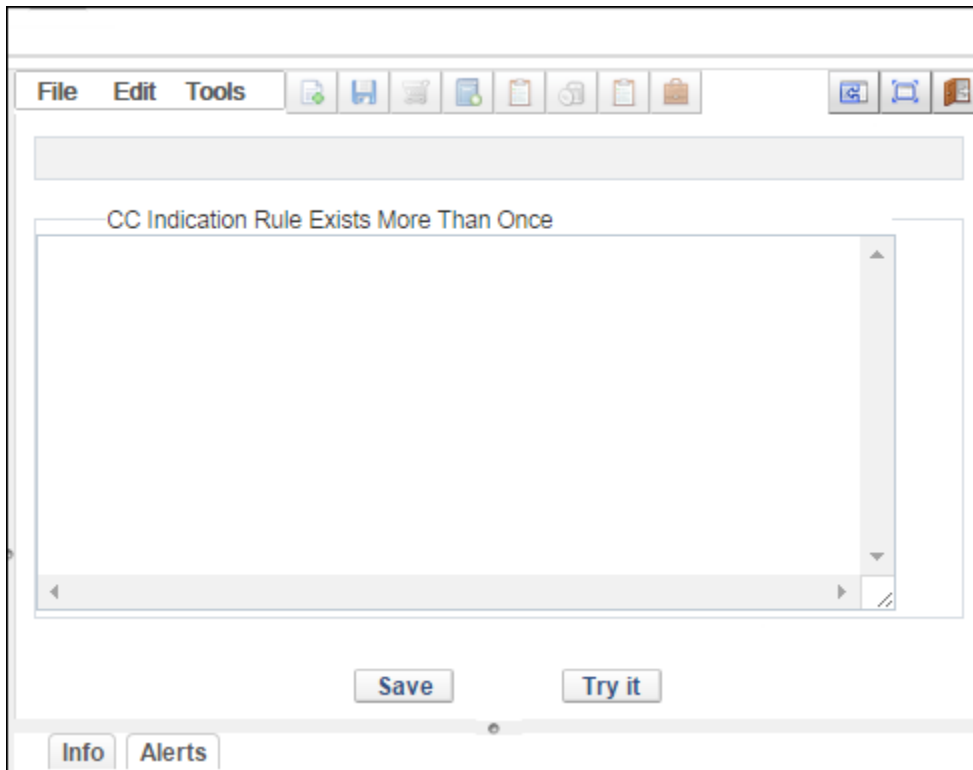 File Edit Tools
CC Indication Rule Exists More Than Once
Save Try it
Info Alerts